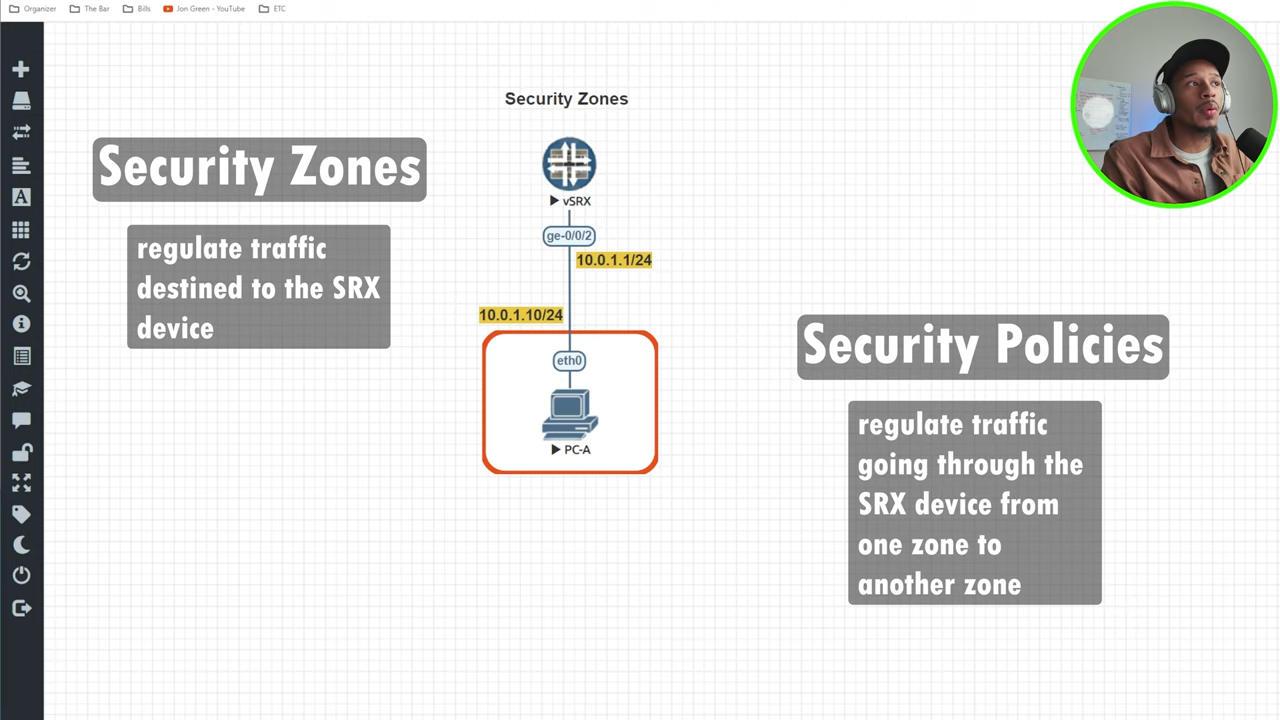 Organizer
The Bar
Bills
Jon Green - YouTube
ETC
Security Zones
Security Zones
regulate traffic
destined to the SRX
device
vSRX
ge-0/0/2
10.0.1.1/24
10.0.1.10/24
eth0
PC-A
Security Policies
regulate traffic
going through the
SRX device from
one zone to
another zone